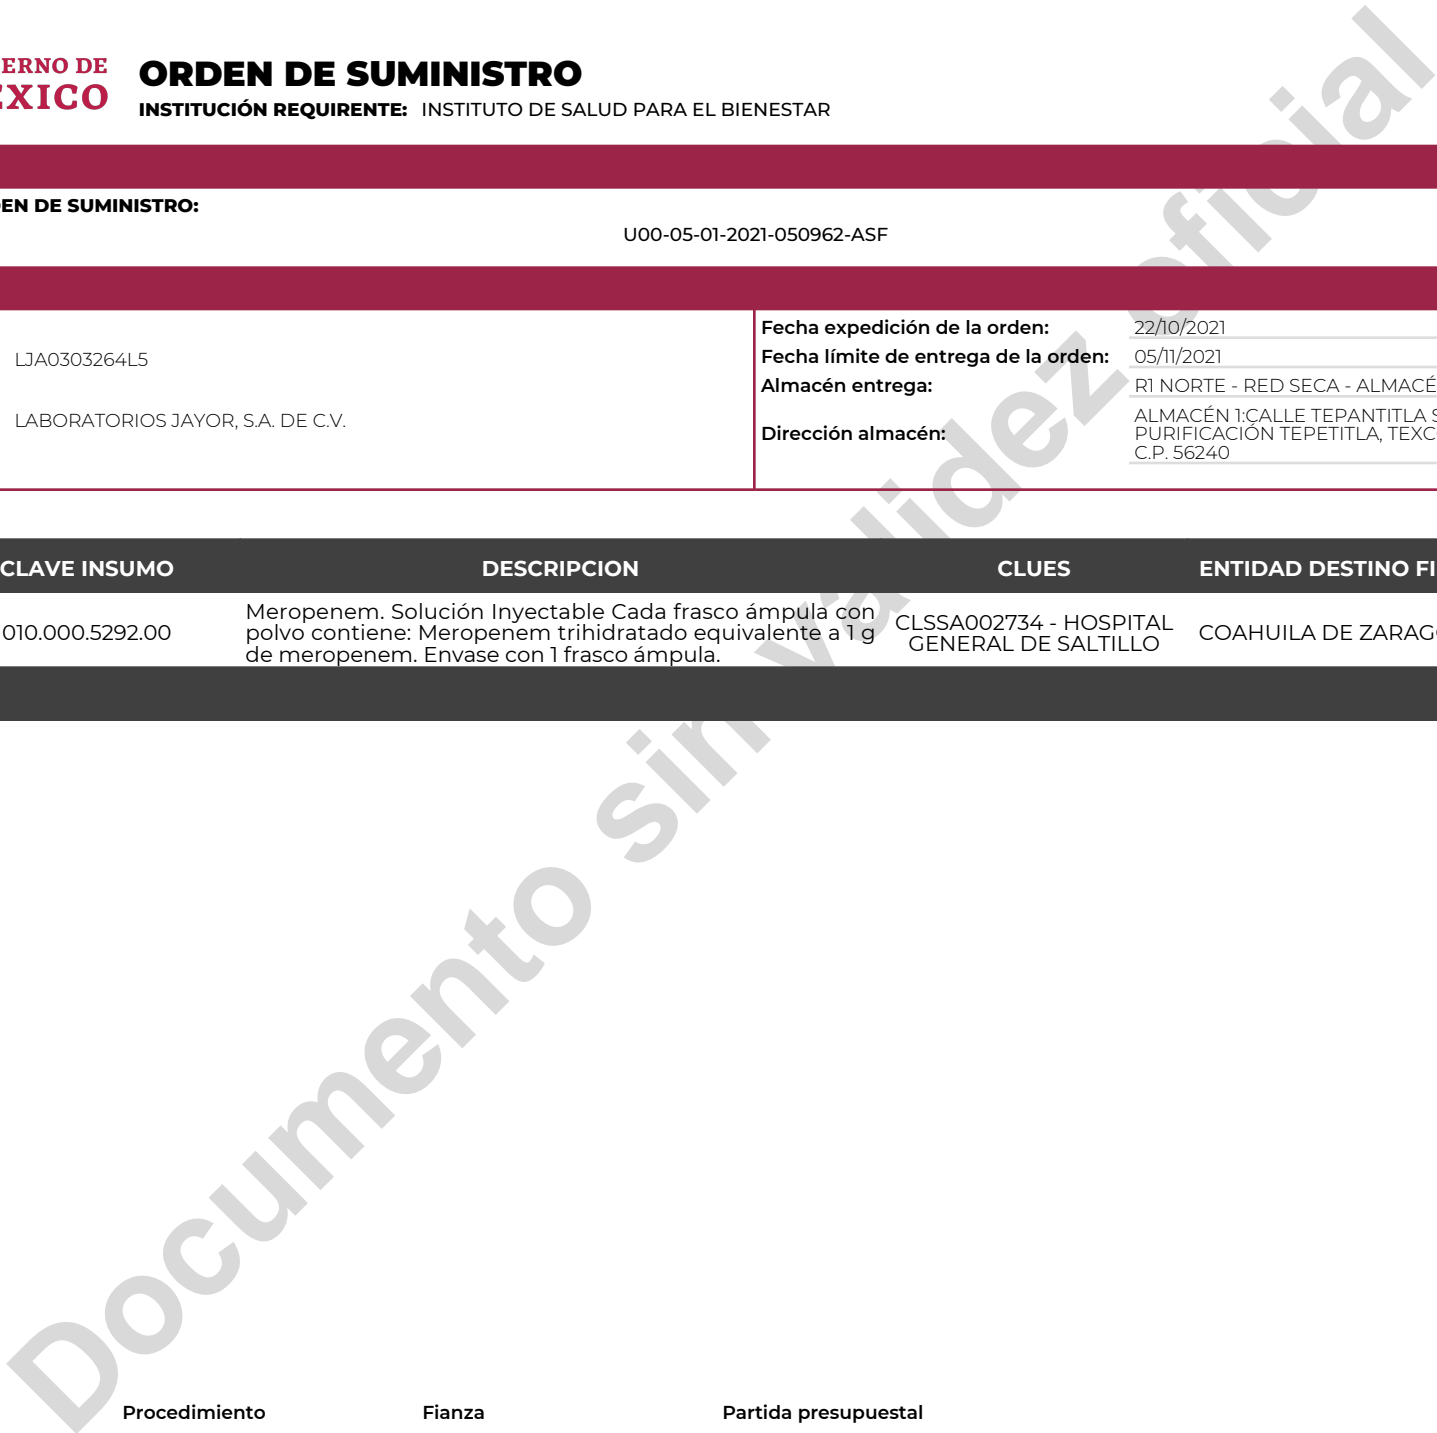 ERNO DE
EXICO
ORDEN DE SUMINISTRO
INSTITUCIÓN REQUIRENTE: INSTITUTO DE SALUD PARA EL BIENESTAR
EN DE SUMINISTRO:
U00-05-01-2021-050962-ASF
LJA0303264L5
LABORATORIOS JAYOR, S.A. DE C.V.
Fecha expedición de la orden: 22/10/2021
Fecha límite de entrega de la orden: 05/11/2021
Almacén entrega: R1 NORTE - RED SECA - ALMACÉ
Dirección almacén:
ALMACÉN 1:CALLE TEPANTITLA S
PURIFICACIÓN TEPETITLA, TEXC
C.P. 56240
CLAVE INSUMO DESCRIPCION CLUES ENTIDAD DESTINO FI
010.000.5292.00
Meropenem. Solución Inyectable Cada frasco ámpula con
polvo contiene: Meropenem trihidratado equivalente a 1 g
de meropenem. Envase con 1 frasco ámpula.
CLSSA002734 - HOSPITAL
GENERAL DE SALTILLO
COAHUILA DE ZARAG
Documento sin validez oficial
Procedimiento Fianza Partida presupuestal